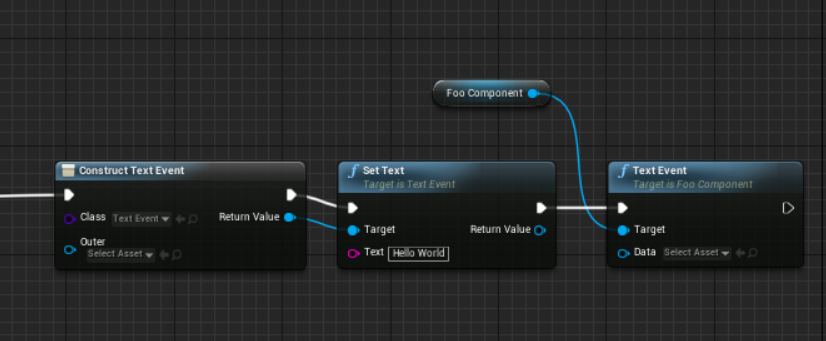 Foo Component
Construct Text Event
Class Text Event
Return Value
Outer
Select Asset
f Set Text
Target is Text Event
Target
Return Value
Text Hello World
f Text Event
Target is Foo Component
Target
Data Select Asset